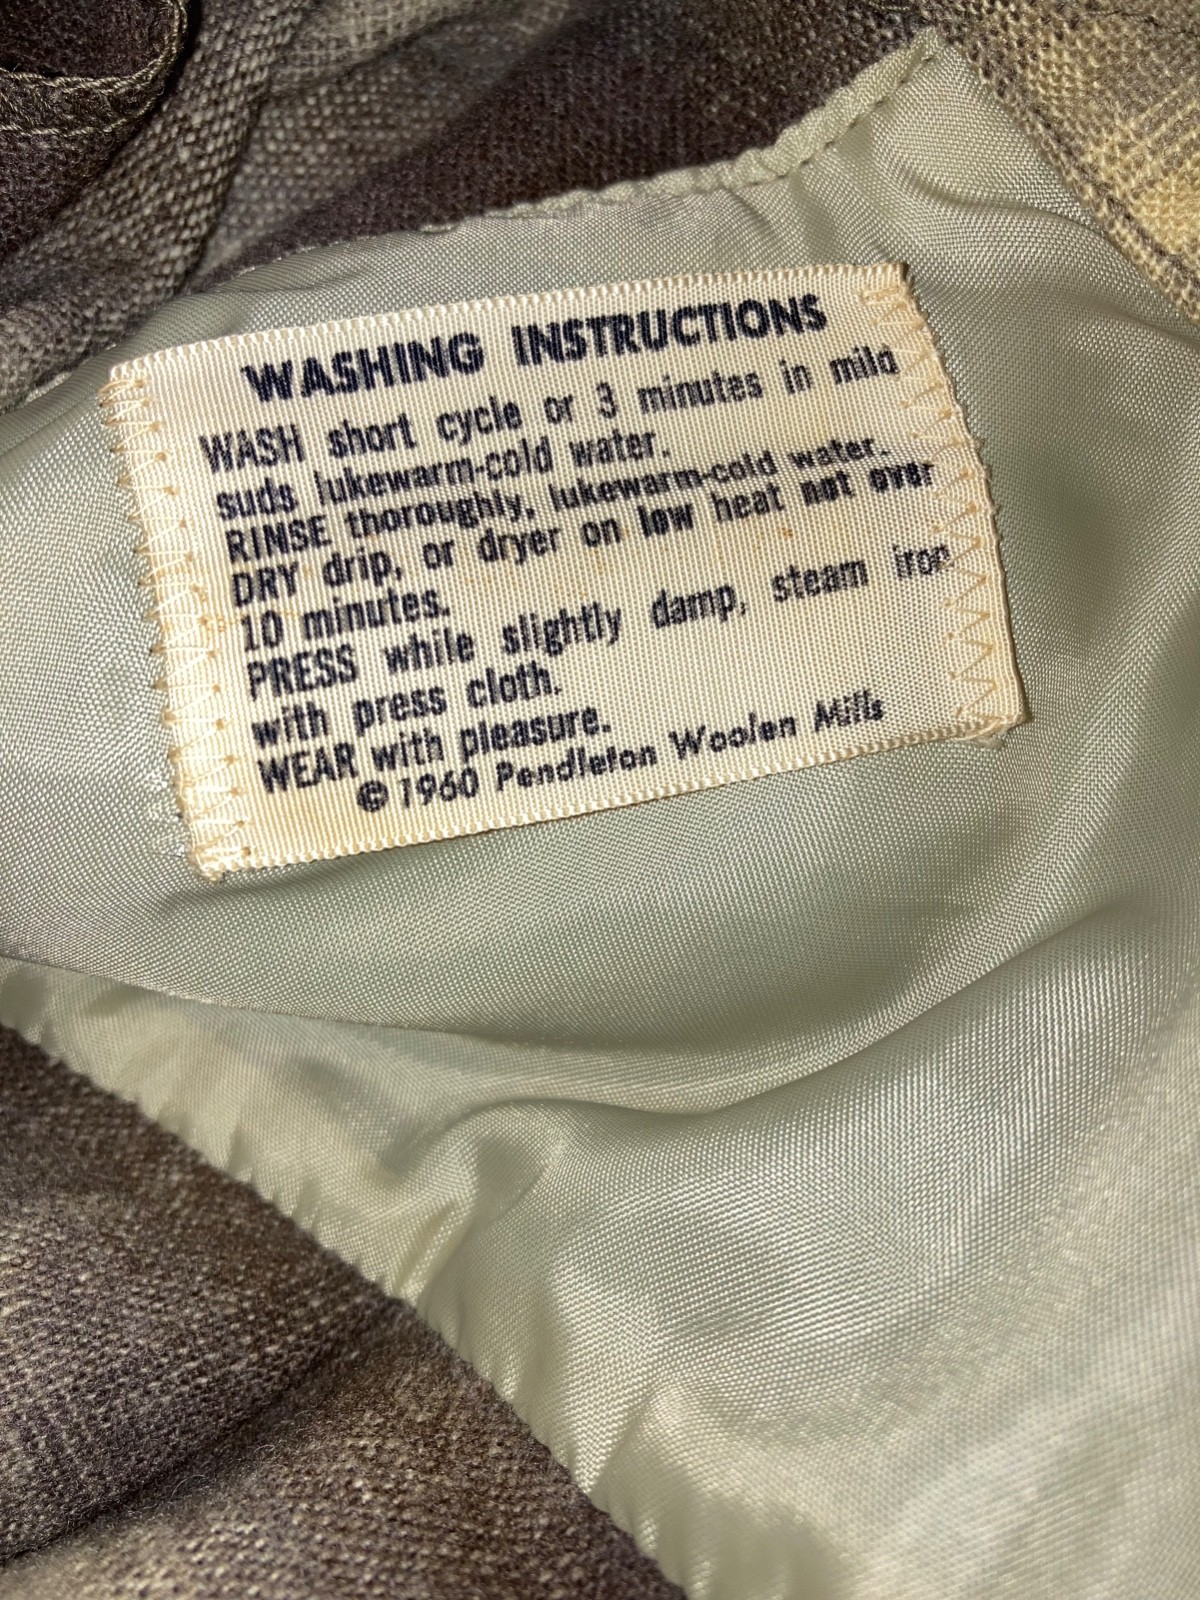 WASHING INSTRUCTIONS
WASH short cycle or 3 minutes in mild
suds lukewarm-cold water.
RINSE thoroughly, lukewarm-cold water.
DRY drip, or dryer on low heat not over
10 minutes.
PRESS while slightly damp, steam iron
with press cloth.
WEAR with pleasure.
©1960 Pendleton Woolen Mills